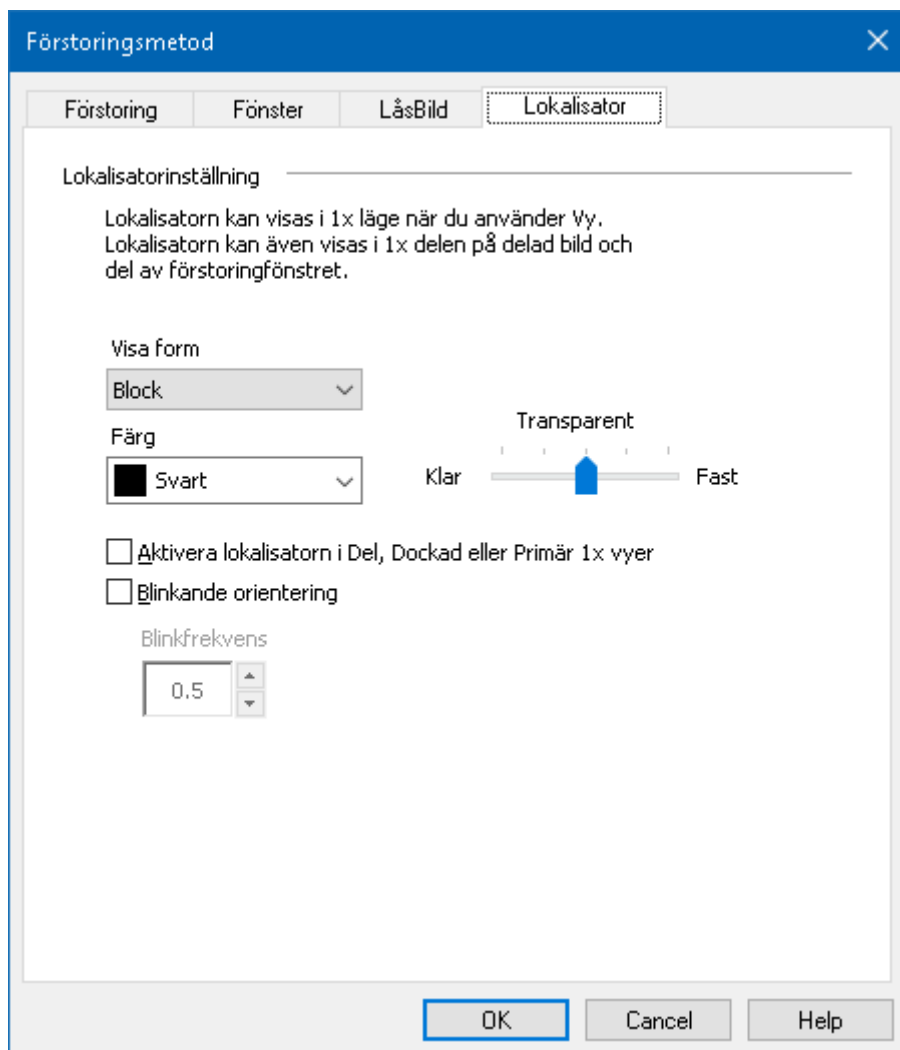 Förstoringsmetod
Förstoring Fönster LåsBild Lokalisator
Lokalisatorinställning
Lokalisatorn kan visas i 1x läge när du använder Vy.
Lokalisatorn kan även visas i 1x delen på delad bild och
del av förstoringfönstret.
Visa form
Block
Transparent
Färg
Svart
Klar Fast
Aktivera lokalisatorn i Del, Dockad eller Primär 1x vyer
Blinkande orientering
Blinkfrekvens
0.5
OK Cancel Help